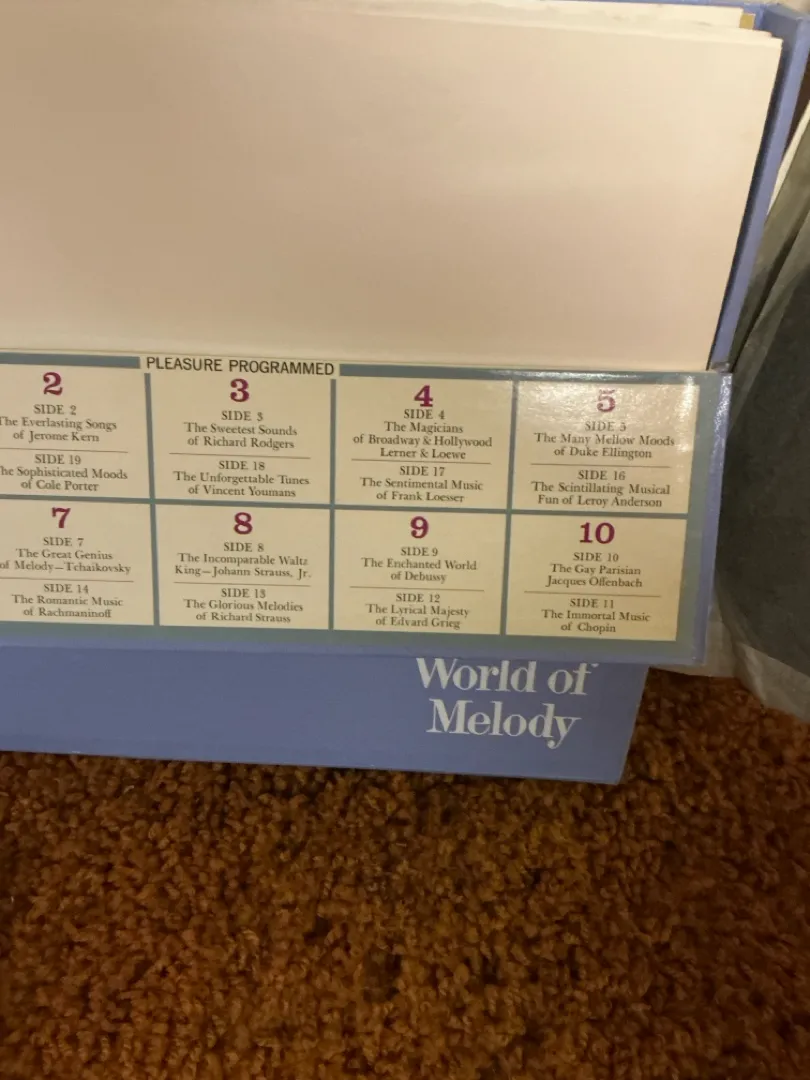 PLEASURE PROGRAMMED
2
SIDE 2
The Everlasting Songs
of Jerome Kern
SIDE 19
he Sophisticated Moods
of Cole Porter
3
SIDE 3
The Sweetest Sounds
of Richard Rodgers
SIDE 18
The Unforgettable Tunes
of Vincent Youmans
4
SIDE 4
The Magicians
of Broadway & Hollywood
Lerner & Loewe
SIDE 17
The Sentimental Music
of Frank Loesser
5
SIDE 5
The Many Mellow Moods
of Duke Ellington
SIDE 16
The Scintillating Musical
Fun of Leroy Anderson
7
SIDE 7
The Great Genius
of Melody—Tchaikovsky
SIDE 14
The Romantic Music
of Rachmaninoff
8
SIDE 8
The Incomparable Waltz
King—Johann Strauss, Jr.
SIDE 13
The Glorious Melodies
of Richard Strauss
9
SIDE 9
The Enchanted World
of Debussy
SIDE 12
The Lyrical Majesty
of Edvard Grieg
10
SIDE 10
The Gay Parisian
Jacques Offenbach
SIDE 11
The Immortal Music
of Chopin
World of
Melody